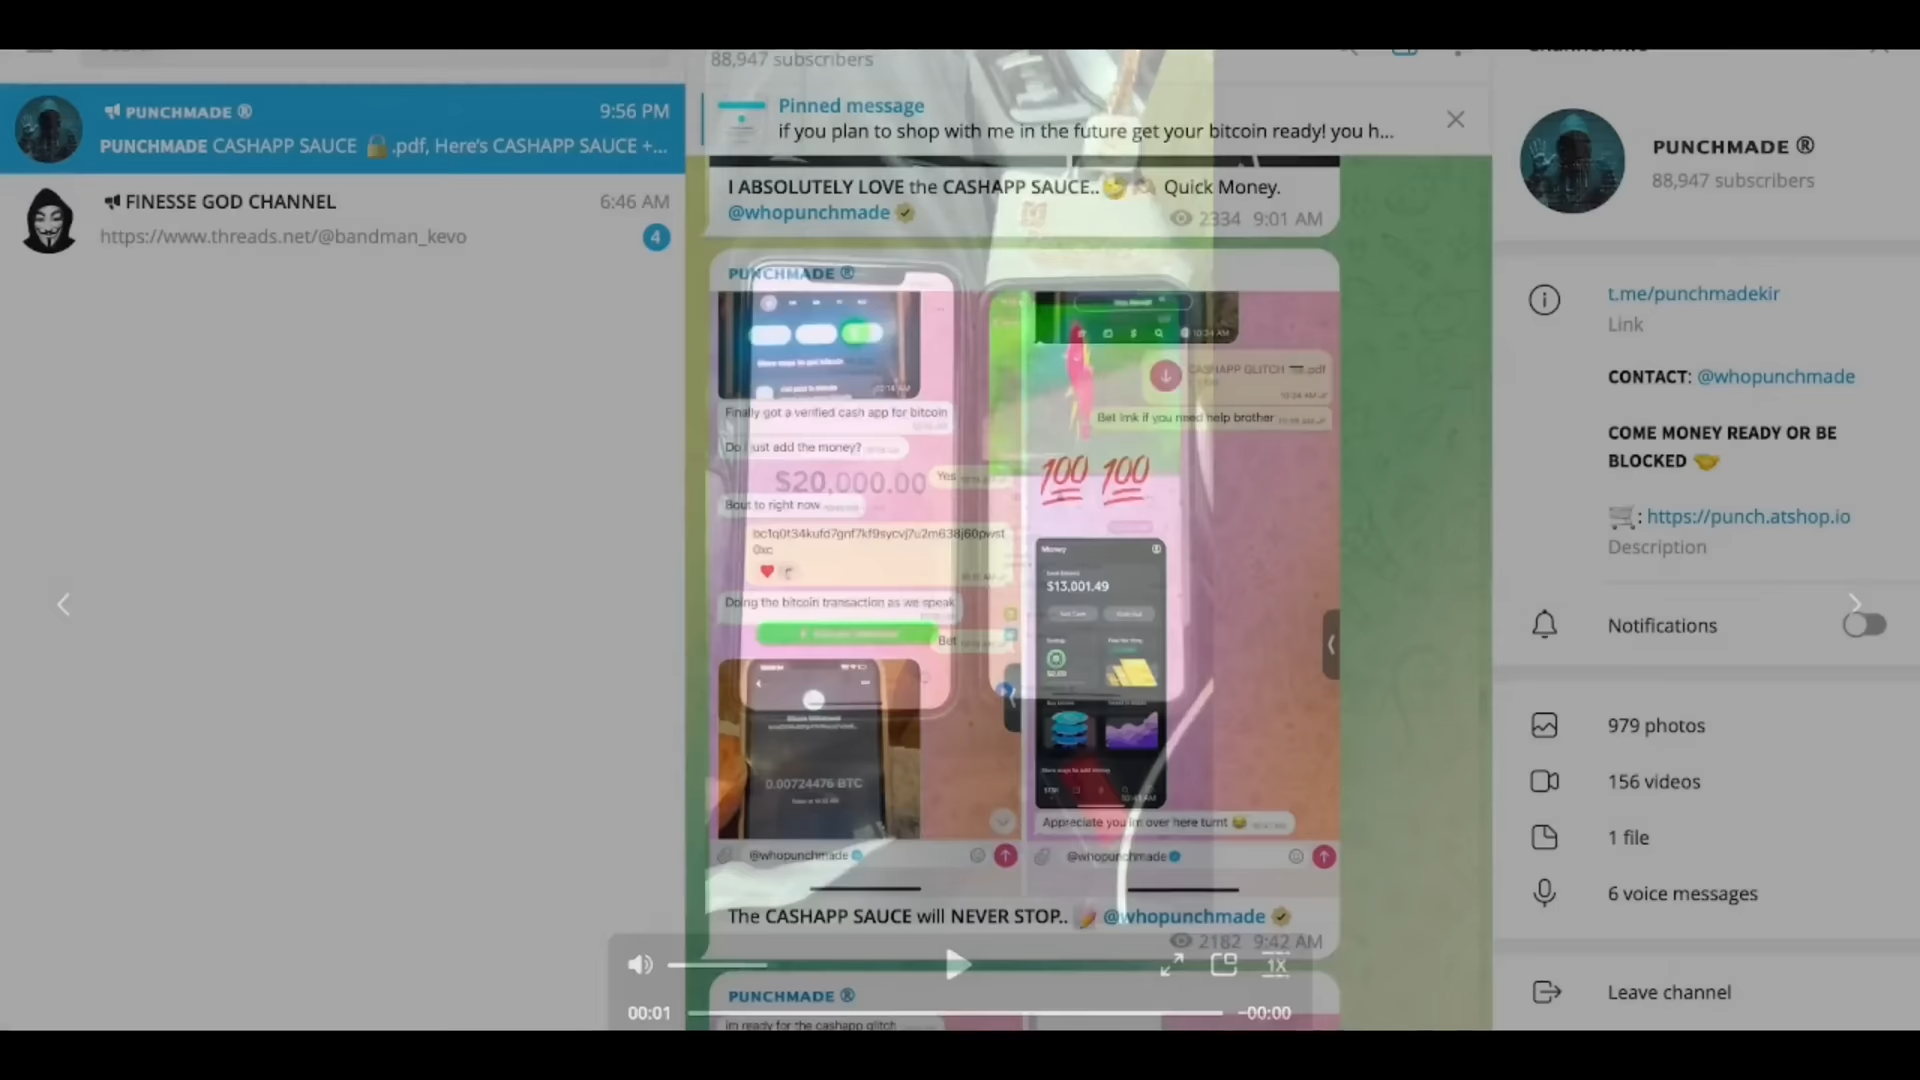 PUNCHMADE ®
9:56 PM
PUNCHMADE CASHAPP SAUCE 🔒.pdf, Here's CASHAPP SAUCE +...
FINESSE GOD CHANNEL
6:46 AM
https://www.threads.net/@bandman_kevo
4
88,947 subscribers
Pinned message
if you plan to shop with me in the future get your bitcoin ready! you h...
I ABSOLUTELY LOVE the CASHAPP SAUCE.. Quick Money.
@whopunchmade
2334 9:01 AM
PUNCHMADE ®
Finally got a verified cash app for bitcoin
Do I just add the money?
$20,000.00
Yes
Bout to right now
Doing the bitcoin transaction as we speak
Bet
0.00724476 BTC
@whopunchmade
10:34 AM
CASHAPP GLITCH .pdf
Bet lmk if you need help brother
💯 💯
Money
$13,001.49
Appreciate you im over here turnt 😂
@whopunchmade
The CASHAPP SAUCE will NEVER STOP.. @whopunchmade
2182 9:42 AM
PUNCHMADE ®
im ready for the cashapp glitch
1X
00:01
-00:00
PUNCHMADE ®
88,947 subscribers
t.me/punchmadekir
Link
CONTACT: @whopunchmade
COME MONEY READY OR BE
BLOCKED 🤝
🛒: https://punch.atshop.io
Description
Notifications
979 photos
156 videos
1 file
6 voice messages
Leave channel